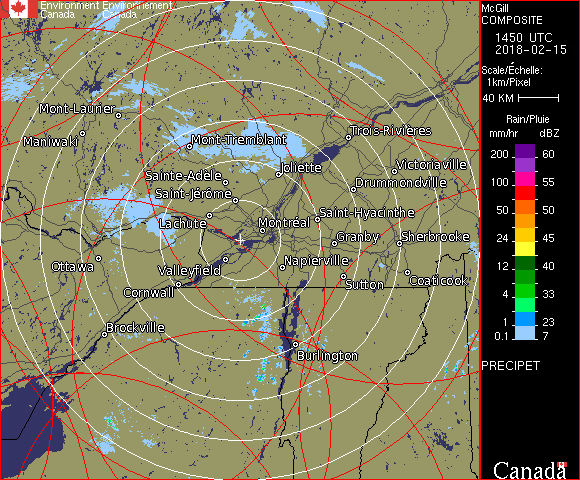 Environment Environnement
Canada Canada
McGill
COMPOSITE
1450 UTC
2018-02-15
Scale/Échelle:
1km/Pixel
40 KM
Rain/Pluie
mm/hr dBZ
200 60
100 55
50 50
24 45
12 40
4 33
1 23
0.1 7
PRECIPET
Canada
Mont-Laurier
Maniwaki
Mont-Tremblant
Trois-Rivières
Joliette
Victoriaville
Sainte-Adèle
Drummondville
Saint-Jérôme
Lachute
Saint-Hyacinthe
Montréal
Granby
Sherbrooke
Ottawa
Valleyfield
Napierville
Cornwall
Sutton
Coaticook
Brockville
Burlington